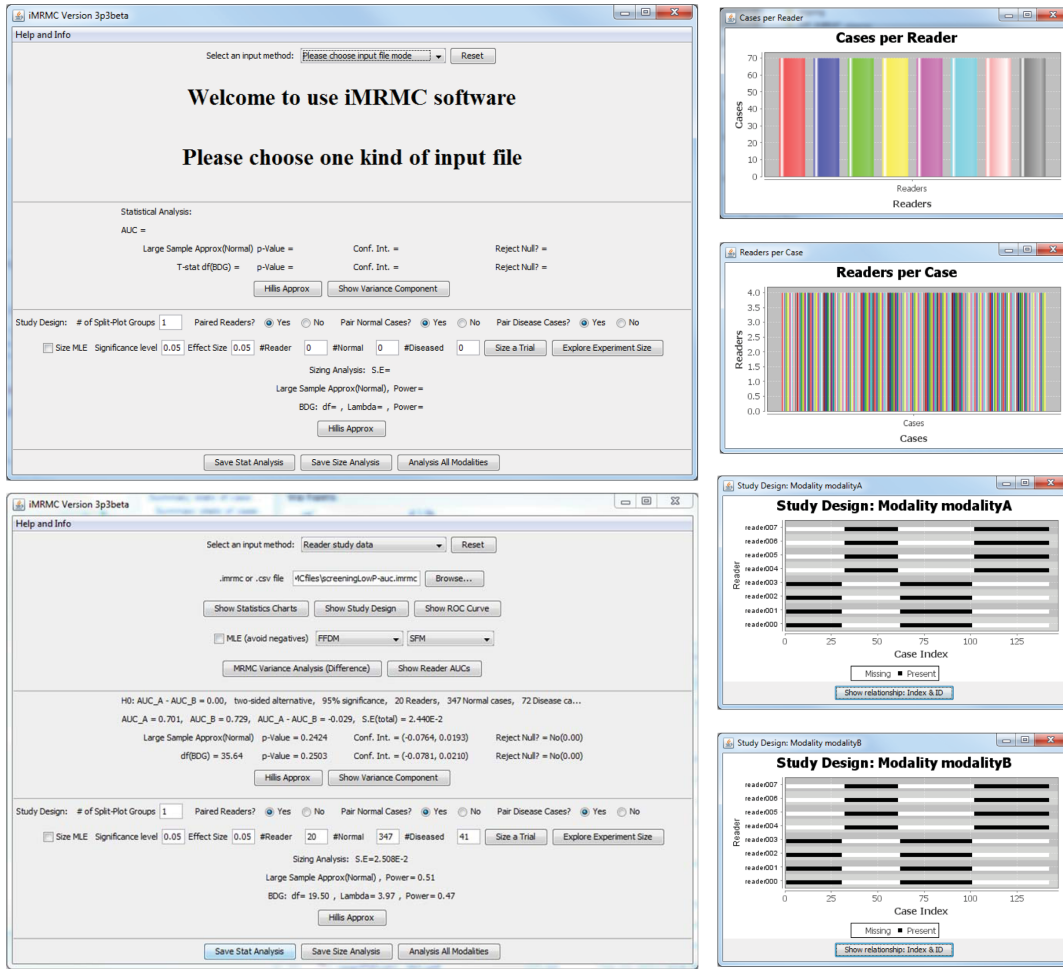 iMRMC Version 3p3beta
Help and Info
Select an input method: Please choose input file mode Reset
Welcome to use iMRMC software
Please choose one kind of input file
Statistical Analysis:
AUC =
Large Sample Approx(Normal) p-Value = Conf. Int. = Reject Null? =
T-stat df(BDG) = p-Value = Conf. Int. = Reject Null? =
Hillis Approx Show Variance Component
Study Design: # of Split-Plot Groups 1 Paired Readers? Yes No Pair Normal Cases? Yes No Pair Disease Cases? Yes No
Size MLE Significance level 0.05 Effect Size 0.05 #Reader 0 #Normal 0 #Diseased 0 Size a Trial Explore Experiment Size
Sizing Analysis: S.E=
Large Sample Approx(Normal), Power=
BDG: df= , Lambda= , Power=
Hillis Approx
Save Stat Analysis Save Size Analysis Analysis All Modalities
iMRMC Version 3p3beta
Help and Info
Select an input method: Reader study data Reset
.imrmc or .csv file Cfiles\screeningLowP-auc.imrmc Browse...
Show Statistics Charts Show Study Design Show ROC Curve
MLE (avoid negatives) FFDM SFM
MRMC Variance Analysis (Difference) Show Reader AUCs
H0: AUC_A - AUC_B = 0.00, two-sided alternative, 95% significance, 20 Readers, 347 Normal cases, 72 Disease ca...
AUC_A = 0.701, AUC_B = 0.729, AUC_A - AUC_B = -0.029, S.E(total) = 2.440E-2
Large Sample Approx(Normal) p-Value = 0.2424 Conf. Int. = (-0.0764, 0.0193) Reject Null? = No(0.00)
df(BDG) = 35.64 p-Value = 0.2503 Conf. Int. = (-0.0781, 0.0210) Reject Null? = No(0.00)
Hillis Approx Show Variance Component
Study Design: # of Split-Plot Groups 1 Paired Readers? Yes No Pair Normal Cases? Yes No Pair Disease Cases? Yes No
Size MLE Significance level 0.05 Effect Size 0.05 #Reader 20 #Normal 347 #Diseased 41 Size a Trial Explore Experiment Size
Sizing Analysis: S.E=2.508E-2
Large Sample Approx(Normal) , Power= 0.51
BDG: df= 19.50 , Lambda= 3.97 , Power= 0.47
Hillis Approx
Save Stat Analysis Save Size Analysis Analysis All Modalities
Cases per Reader
Cases per Reader
70
60
50
40
30
20
10
0
Cases
Readers
Readers
Readers per Case
Readers per Case
4.0
3.5
3.0
2.5
2.0
1.5
1.0
0.5
0.0
Readers
Cases
Cases
Study Design: Modality modalityA
Study Design: Modality modalityA
reader007
reader006
reader005
reader004
reader003
reader002
reader001
reader000
Reader
0 25 50 75 100 125
Case Index
Missing Present
Show relationship: Index & ID
Study Design: Modality modalityB
Study Design: Modality modalityB
reader007
reader006
reader005
reader004
reader003
reader002
reader001
reader000
Reader
0 25 50 75 100 125
Case Index
Missing Present
Show relationship: Index & ID